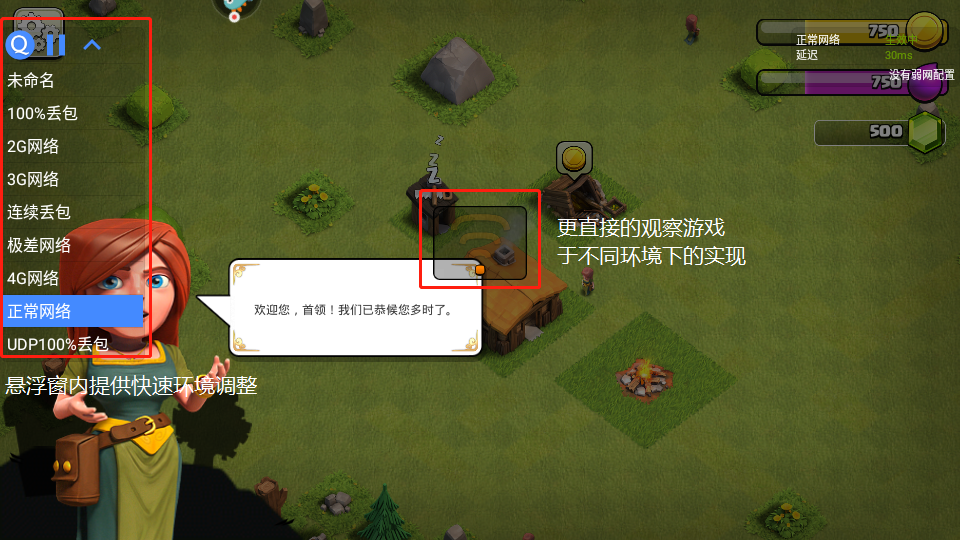 Q
未命名
100%丢包
2G网络
3G网络
连续丢包
极差网络
4G网络
正常网络
UDP100%丢包
悬浮窗内提供快速环境调整
z
z
Z
欢迎您，首领！我们已恭候您多时了。
更直接的观察游戏
于不同环境下的实现
750
正常网络 生效中
延迟 30ms
没有弱网配置
750
500